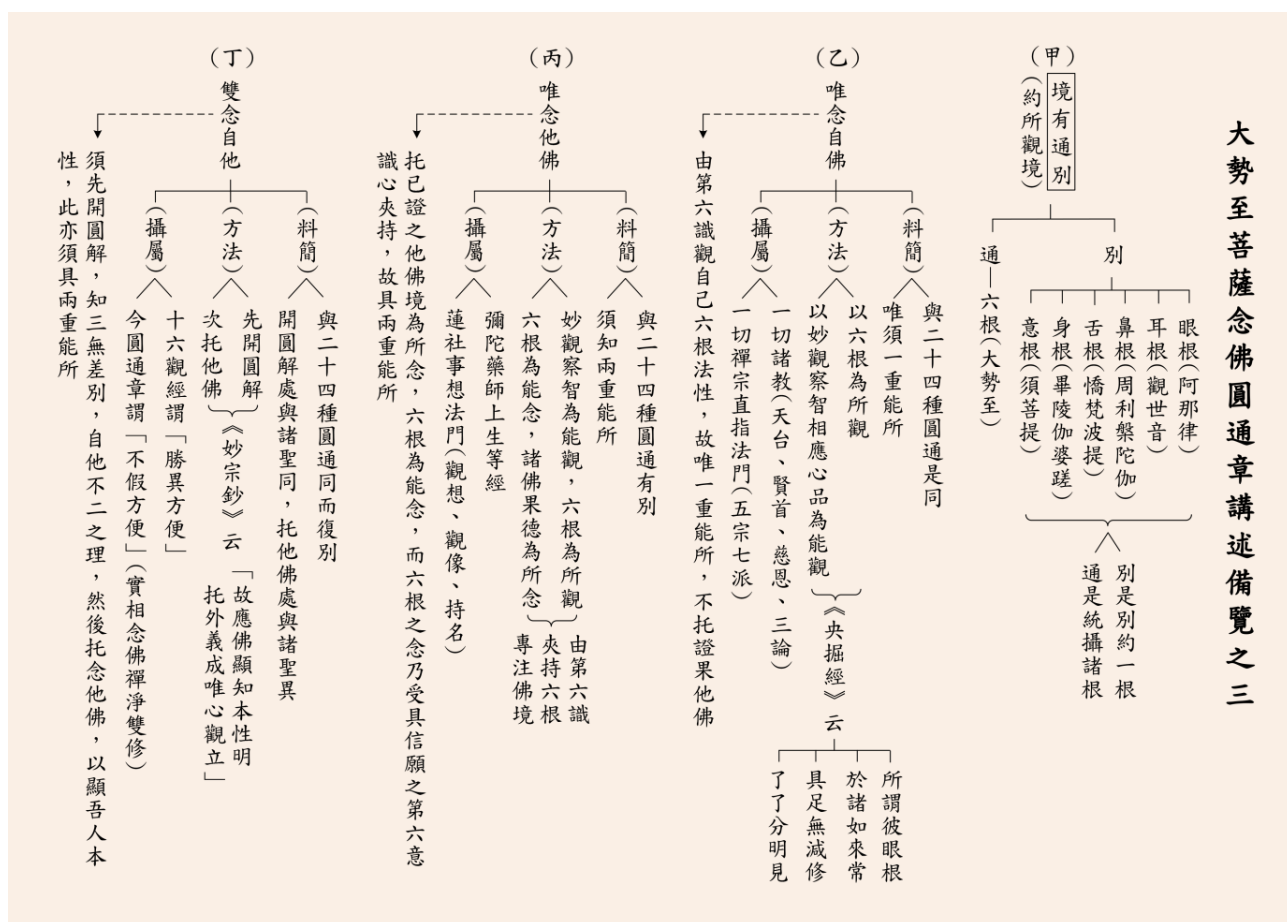 大勢至菩薩念佛圓通章講述備覽之三
（甲）
境有通別
（約所觀境）
別
眼根（阿那律）
耳根（觀世音）
鼻根（周利槃陀伽）
舌根（憍梵波提）
身根（畢陵伽婆蹉）
意根（須菩提）
別是別約一根
通是統攝諸根
通—六根（大勢至）
（乙）
唯念自佛
（料簡）
與二十四種圓通是同
唯須一重能所
（方法）
以六根為所觀
以妙觀察智相應心品為能觀
《央掘經》云
所謂彼眼根
於諸如來常
具足無減修
了了分明見
（攝屬）
一切諸教（天台、賢首、慈恩、三論）
一切禪宗直指法門（五宗七派）
由第六識觀自己六根法性，故唯一重能所，不托證果他佛
（丙）
唯念他佛
（料簡）
與二十四種圓通有別
須知兩重能所
（方法）
妙觀察智為能觀，六根為所觀
六根為能念，諸佛果德為所念
由第六識
夾持六根
專注佛境
（攝屬）
彌陀藥師上生等經
蓮社事想法門（觀想、觀像、持名）
托已證之他佛境為所念，六根為能念，而六根之念乃受具信願之第六意
識心夾持，故具兩重能所
（丁）
雙念自他
（料簡）
與二十四種圓通同而復別
開圓解處與諸聖同，托他佛處與諸聖異
（方法）
先開圓解
次托他佛
《妙宗鈔》云
「故應佛顯知本性明
托外義成唯心觀立」
（攝屬）
十六觀經謂「勝異方便」
今圓通章謂「不假方便」（實相念佛禪淨雙修）
須先開圓解，知三無差別，自他不二之理，然後托念他佛，以顯吾人本
性，此亦須具兩重能所